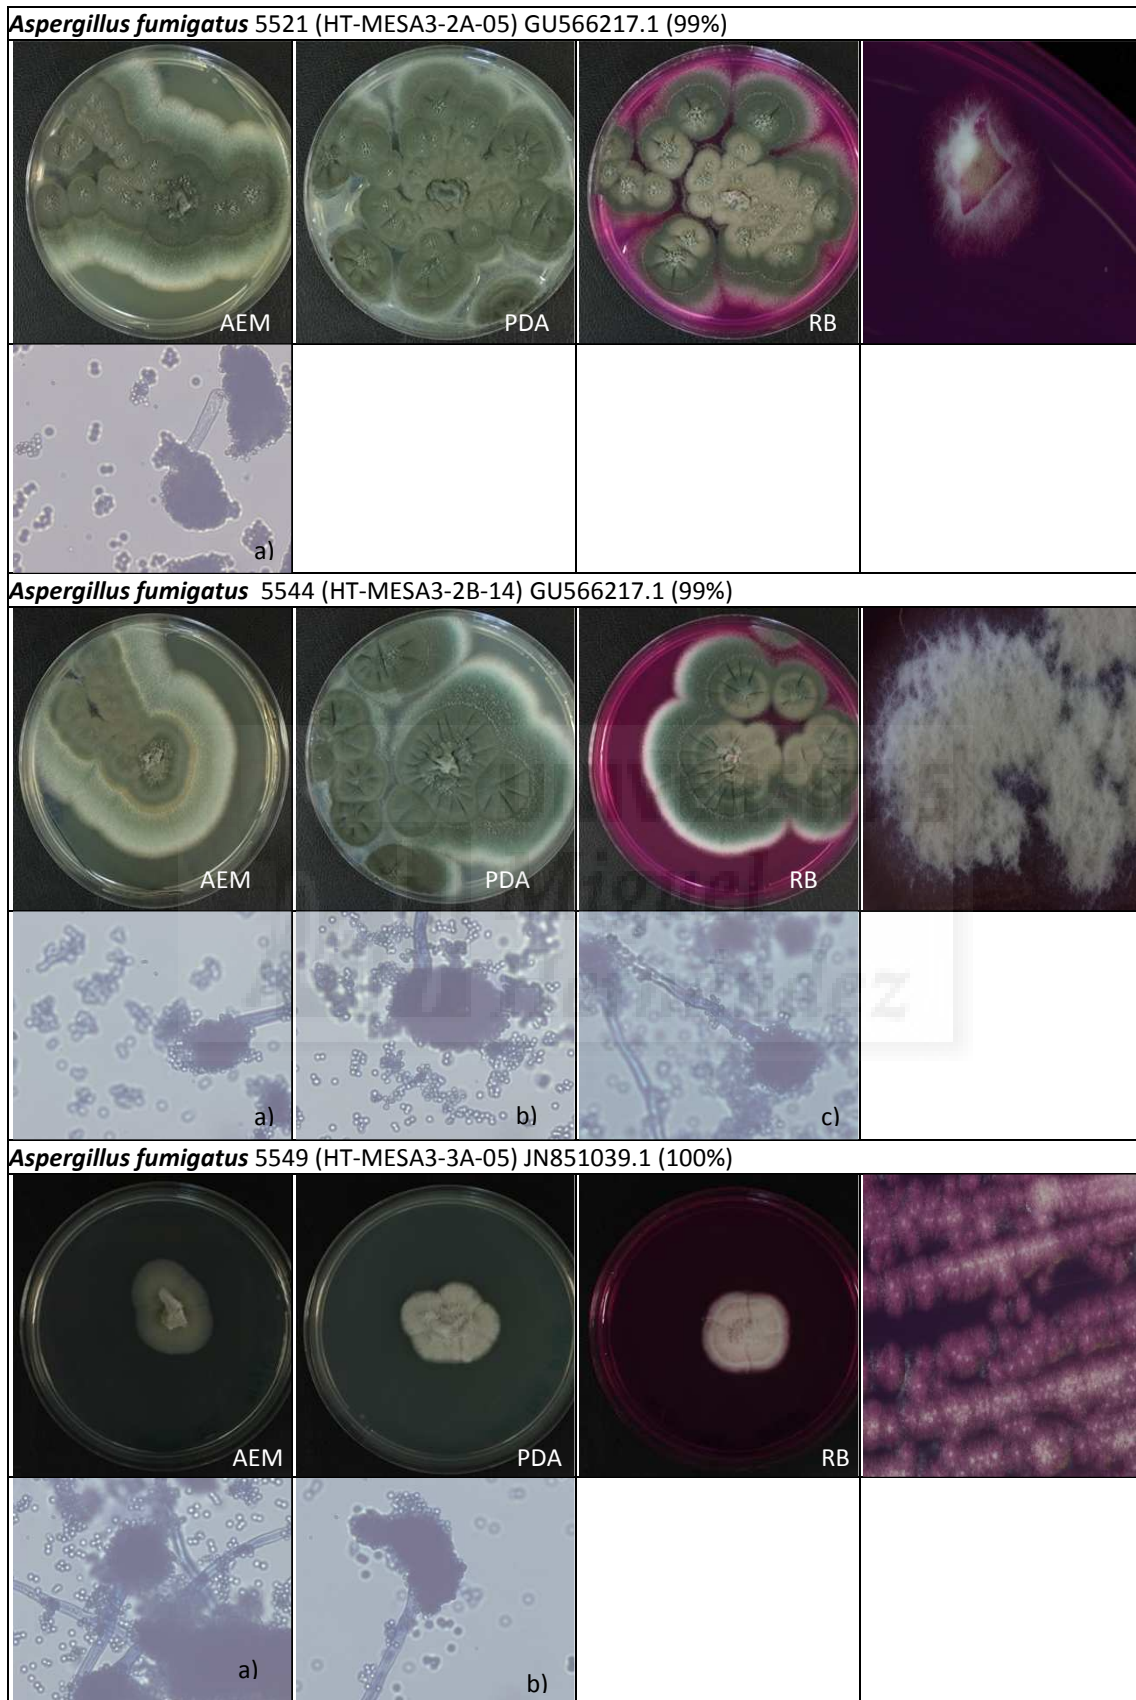 Aspergillus fumigatus 5521 (HT-MESA3-2A-05) GU566217.1 (99%)
AEM PDA RB
a)
Aspergillus fumigatus 5544 (HT-MESA3-2B-14) GU566217.1 (99%)
AEM PDA RB
a) b) c)
Aspergillus fumigatus 5549 (HT-MESA3-3A-05) JN851039.1 (100%)
AEM PDA RB
a) b)
Miguel
Hernández